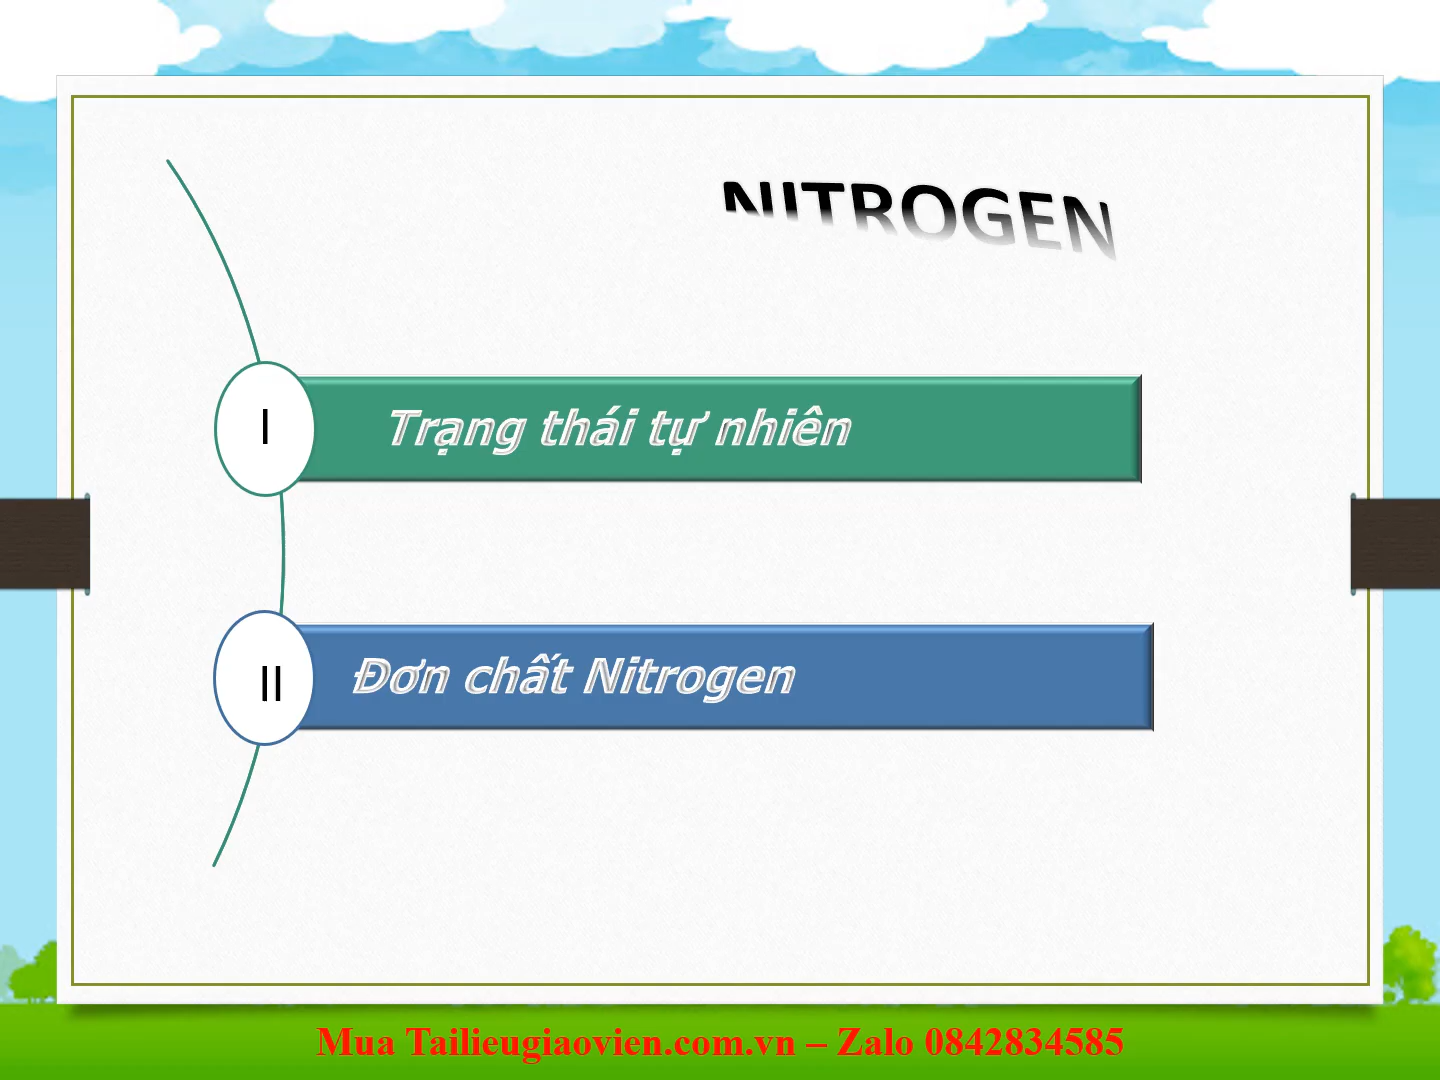 NITROGEN
I
Trạng thái tự nhiên
II
Đơn chất Nitrogen
Mua Tailieugiaovien.com.vn – Zalo 0842834585